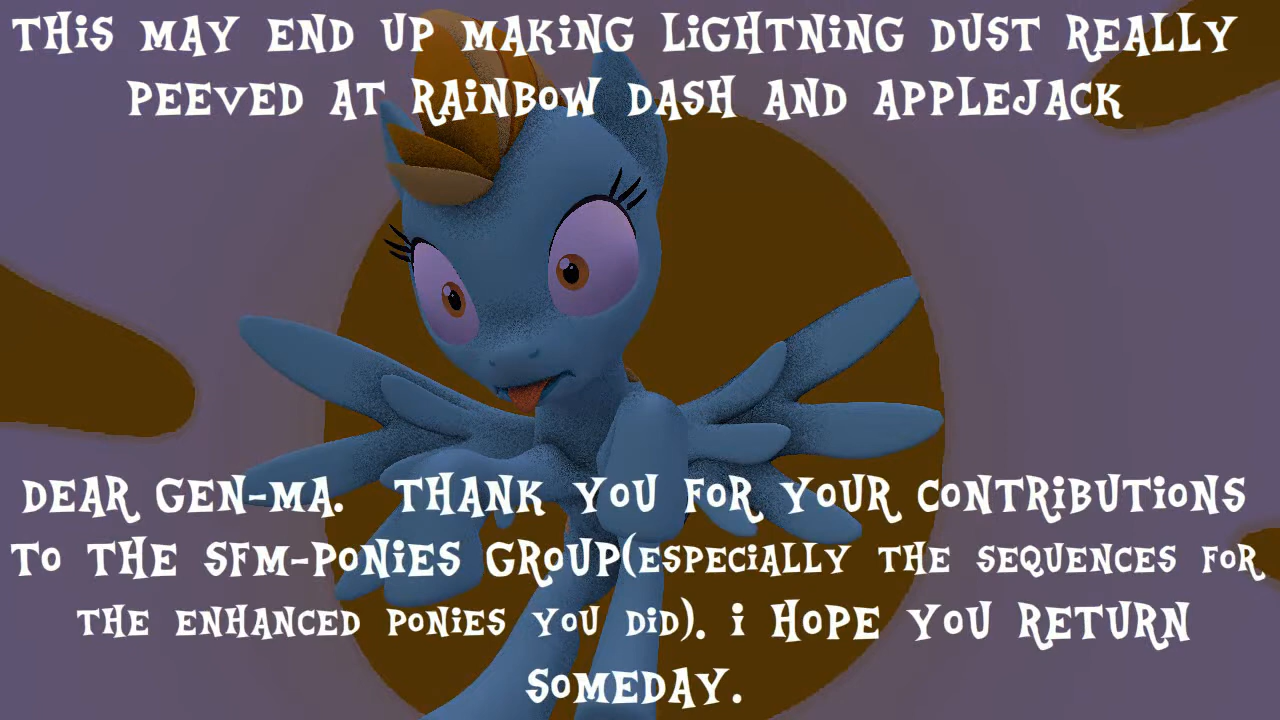 THiS MAY END UP MAKiNG LiGHTNiNG DUST REALLY
PEEVED AT RAiNBOW DASH AND APPLEJACK
DEAR GEN-MA. THANK YOU FOR YOUR CONTRiBUTiONS
TO THE SFM-PONiES GROUP(ESPECiALLY THE SEQUENCES FOR
THE ENHANCED PONiES YOU DiD). i HOPE YOU RETURN
SOMEDAY.